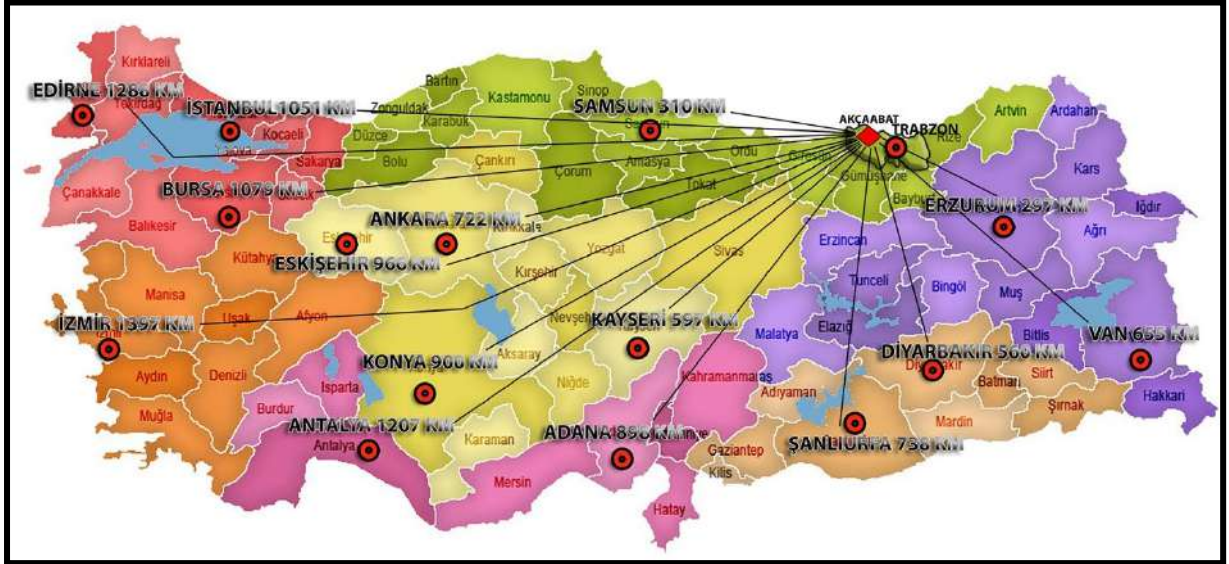 Kırklareli
EDİRNE 1288 KM
Tekirdağ
İSTANBUL 1051 KM
Kocaeli
Yalova
Sakarya
Düzce
Zonguldak
Bartın
Karabuk
Kastamonu
Sinop
SAMSUN 310 KM
AKÇAABAT
TRABZON
Rize
Artvin
Ardahan
Kars
Iğdır
Ağrı
Çanakkale
Balıkesir
BURSA 1079 KM
Bolu
Çankırı
Çorum
Amasya
Tokat
Ordu
Giresun
Gümüşhane
ERZURUM 297 KM
Erzincan
ANKARA 722 KM
Kırıkkale
ESKİŞEHİR 966 KM
Kütahya
Kırşehir
Yozgat
Sivas
Tunceli
Bingöl
Muş
Manisa
Uşak
Afyon
İZMİR 1397 KM
KAYSERİ 597 KM
Malatya
Elazığ
Bitlis
VAN 655 KM
DİYARBAKIR 560 KM
Aydın
Denizli
Isparta
KONYA 900 KM
Aksaray
Niğde
Kahramanmaraş
Adıyaman
Batman
Siirt
Şırnak
Hakkari
Muğla
Burdur
ANTALYA 1207 KM
Antalya
Karaman
ADANA 898 KM
Gaziantep
ŞANLIURFA 738 KM
Mardin
Kilis
Mersin
Hatay